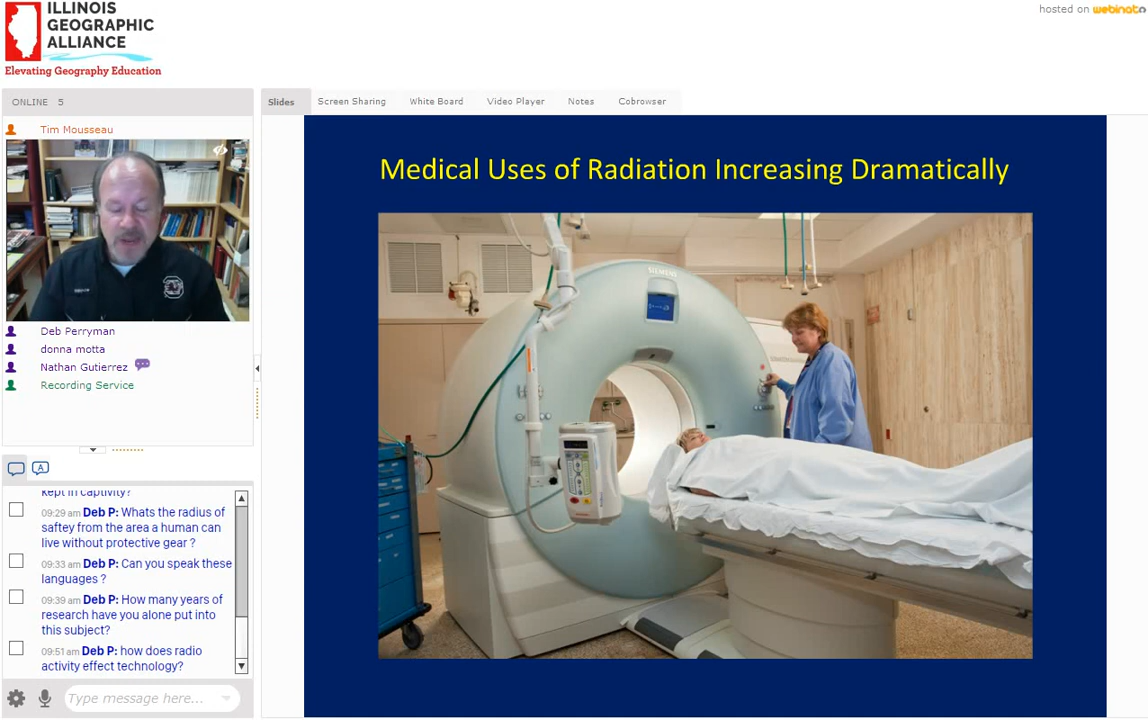 ILLINOIS
GEOGRAPHIC
ALLIANCE
Elevating Geography Education
hosted on webinato
ONLINE 5
Tim Mousseau
Deb Perryman
donna motta
Nathan Gutierrez
Recording Service
Slides Screen Sharing White Board Video Player Notes Cobrowser
Medical Uses of Radiation Increasing Dramatically
SIEMENS
A
kept in captivity?
09:29 am Deb P: Whats the radius of
saftey from the area a human can
live without protective gear ?
09:33 am Deb P: Can you speak these
languages ?
09:39 am Deb P: How many years of
research have you alone put into
this subject?
09:51 am Deb P: how does radio
activity effect technology?
Type message here...